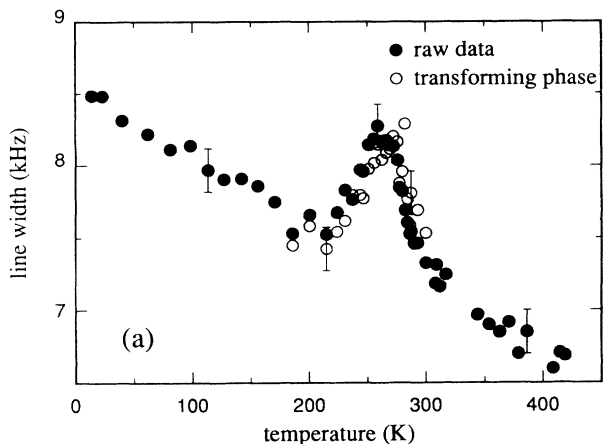 9
raw data
transforming phase
8
line width (kHz)
7
(a)
0 100 200 300 400
temperature (K)